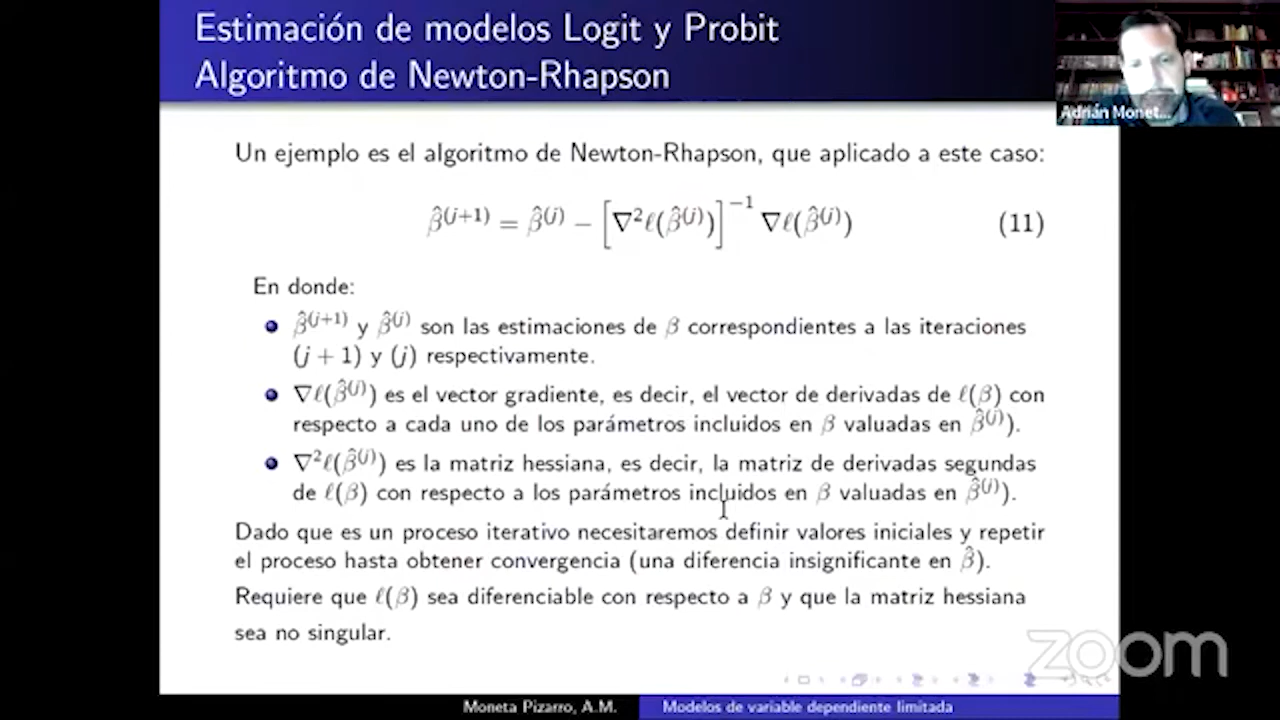 Estimación de modelos Logit y Probit
Algoritmo de Newton-Rhapson
Adrián Monet...
Un ejemplo es el algoritmo de Newton-Rhapson, que aplicado a este caso:
β̂^(j+1) = β̂^(j) − [∇²ℓ(β̂^(j))]^−1 ∇ℓ(β̂^(j)) (11)
En donde:
β̂^(j+1) y β̂^(j) son las estimaciones de β correspondientes a las iteraciones
(j + 1) y (j) respectivamente.
∇ℓ(β̂^(j)) es el vector gradiente, es decir, el vector de derivadas de ℓ(β) con
respecto a cada uno de los parámetros incluidos en β valuadas en β̂^(j)).
∇²ℓ(β̂^(j)) es la matriz hessiana, es decir, la matriz de derivadas segundas
de ℓ(β) con respecto a los parámetros incluidos en β valuadas en β̂^(j)).
Dado que es un proceso iterativo necesitaremos definir valores iniciales y repetir
el proceso hasta obtener convergencia (una diferencia insignificante en β̂).
Requiere que ℓ(β) sea diferenciable con respecto a β y que la matriz hessiana
sea no singular.
zoom
Moneta Pizarro, A.M. Modelos de variable dependiente limitada